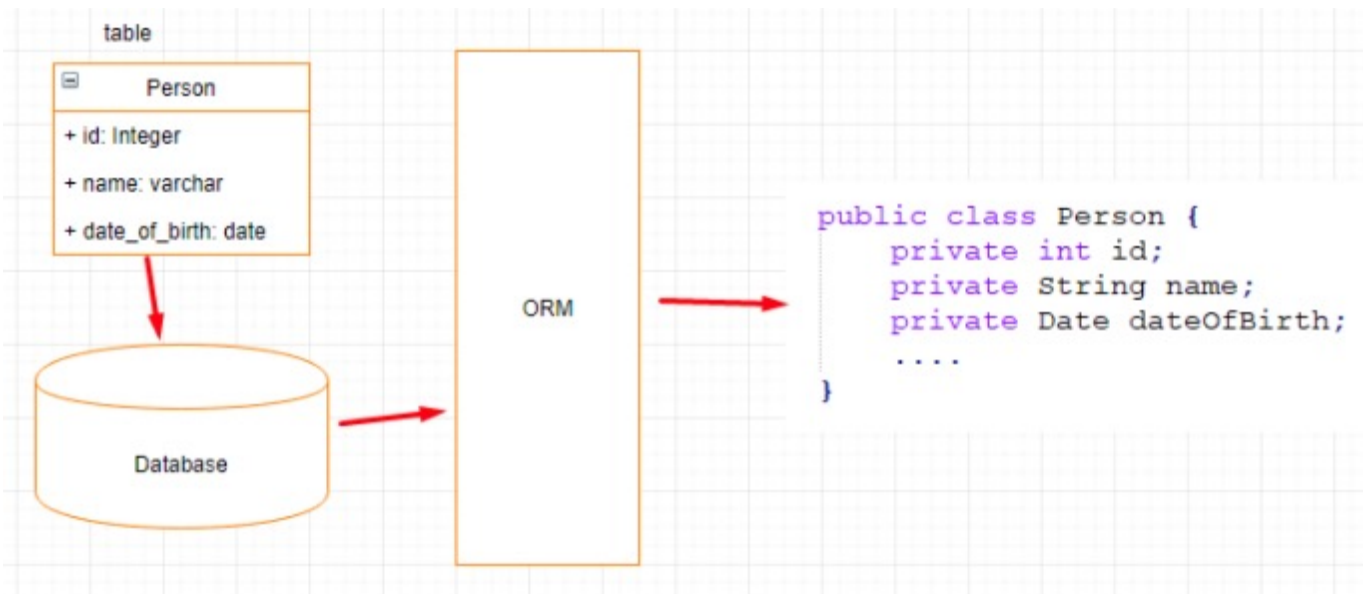 table
Person
+ id: Integer
+ name: varchar
+ date_of_birth: date
Database
ORM
public class Person {
private int id;
private String name;
private Date dateOfBirth;
....
}